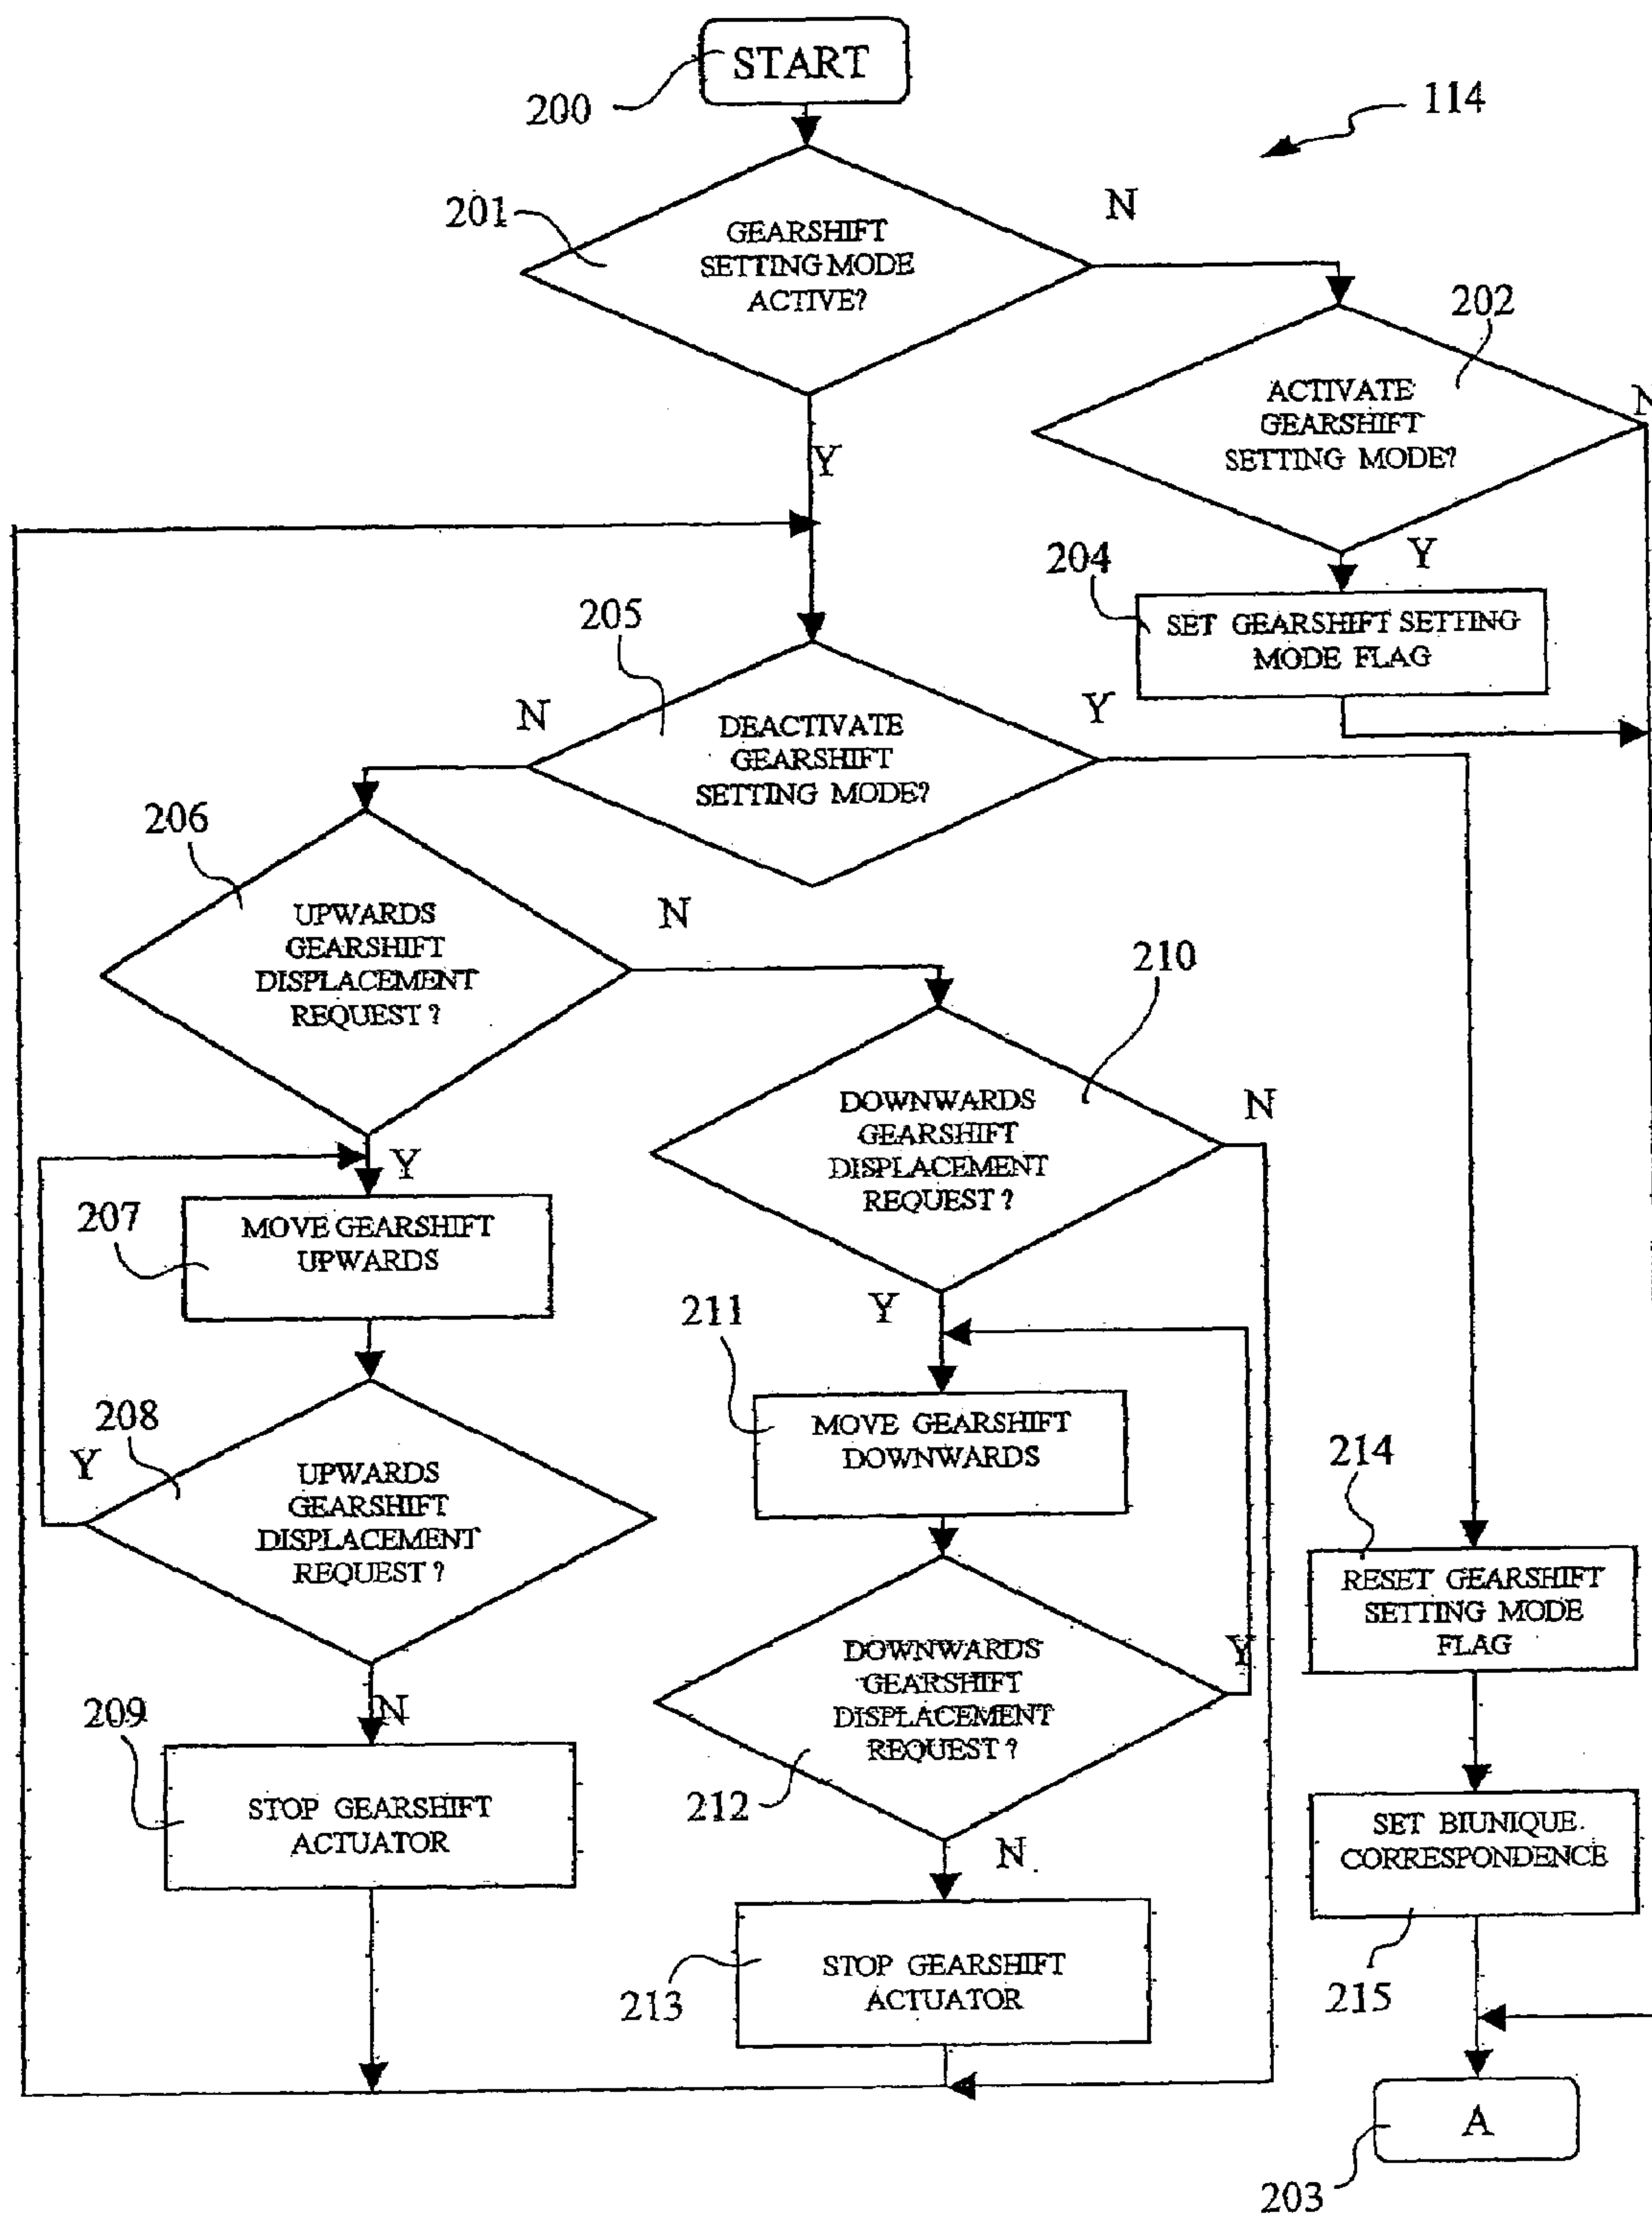 START
200
114
201
N
GEARSHIFT
SETTING MODE
ACTIVE?
202
N
ACTIVATE
GEARSHIFT
SETTING MODE?
Y
204
Y
SET GEARSHIFT SETTING
MODE FLAG
205
N
Y
DEACTIVATE
GEARSHIFT
SETTING MODE?
206
UPWARDS
GEARSHIFT
DISPLACEMENT
REQUEST ?
N
210
DOWNWARDS
GEARSHIFT
DISPLACEMENT
REQUEST ?
N
Y
207
MOVE GEARSHIFT
UPWARDS
Y
211
MOVE GEARSHIFT
DOWNWARDS
208
Y
UPWARDS
GEARSHIFT
DISPLACEMENT
REQUEST ?
214
RESET GEARSHIFT
SETTING MODE
FLAG
DOWNWARDS
GEARSHIFT
DISPLACEMENT
REQUEST ?
Y
212
N
209
STOP GEARSHIFT
ACTUATOR
N
SET BIUNIQUE.
CORRESPONDENCE
215
213
STOP GEARSHIFT
ACTUATOR
A
203